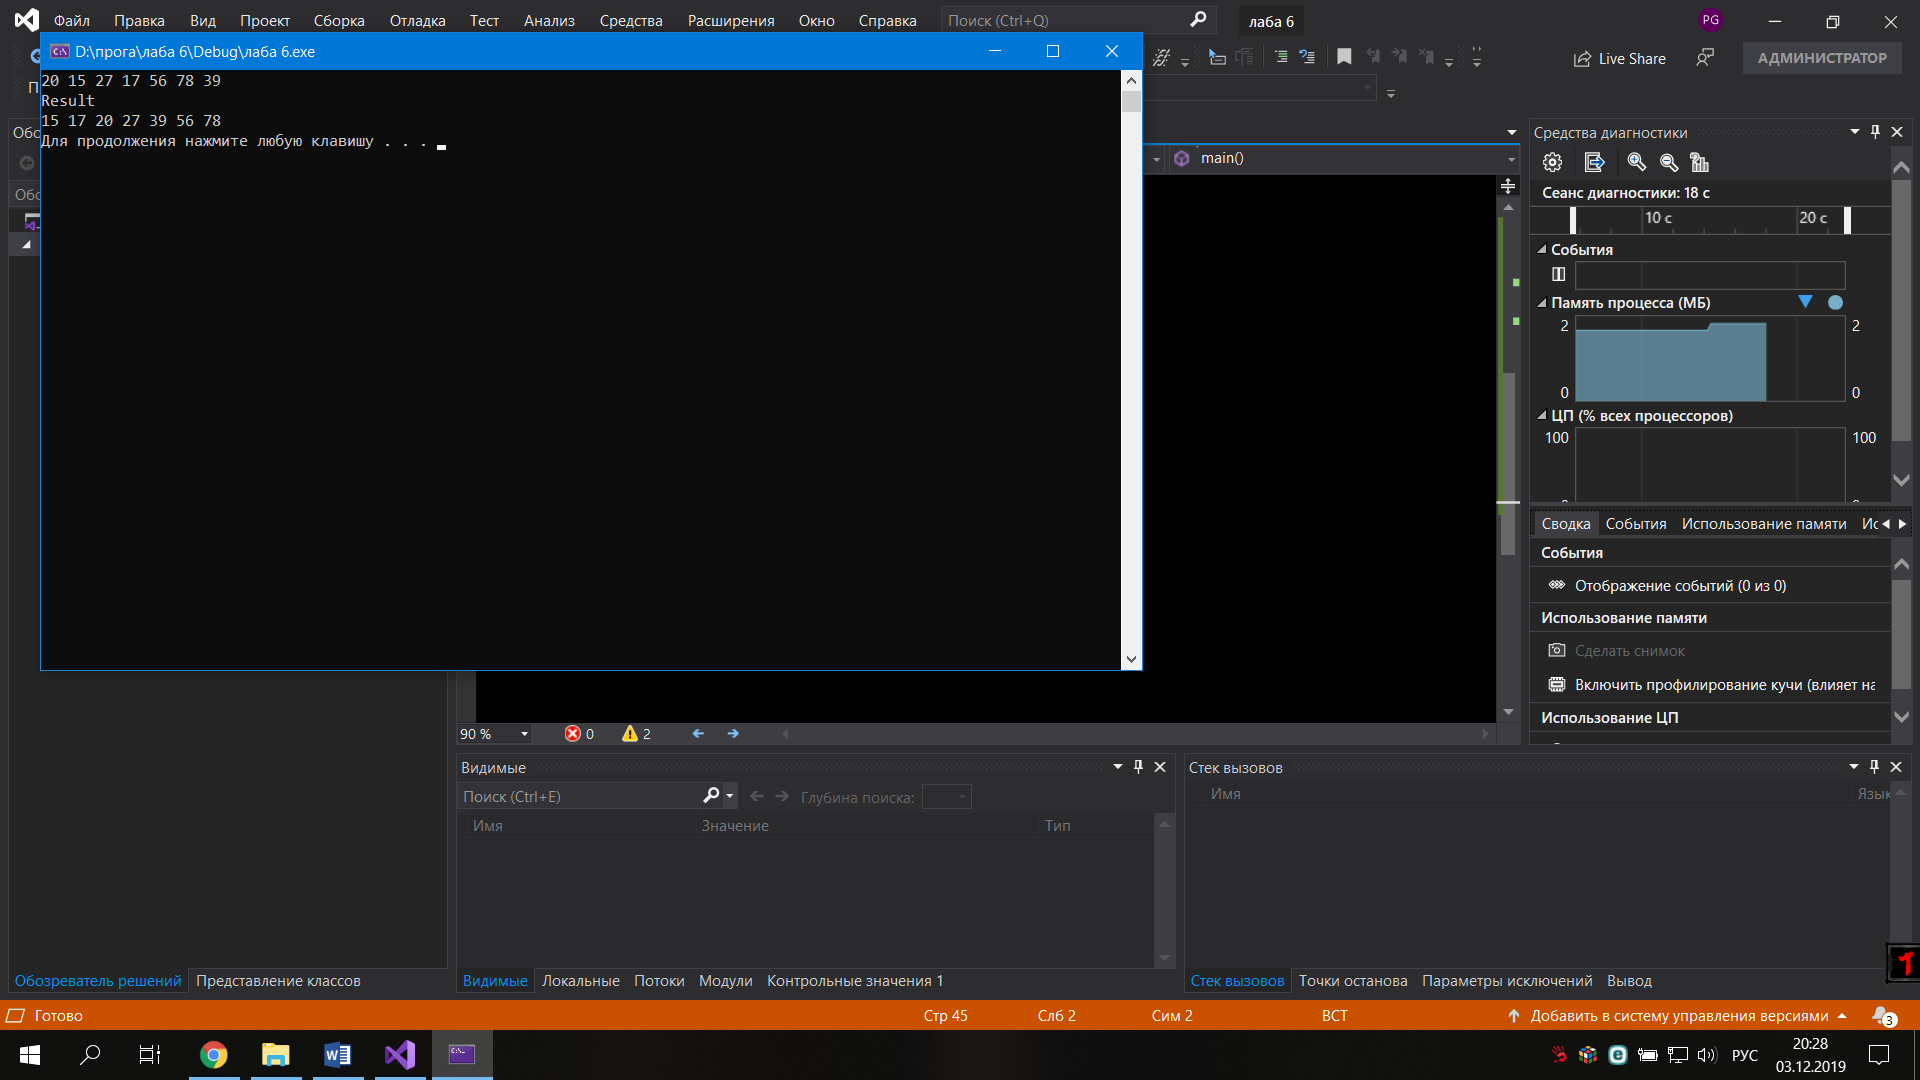 Файл Правка Вид Проект Сборка Отладка Тест Анализ Средства Расширения Окно Справка Поиск (Ctrl+Q) лаба 6 PG
D:\прога\лаба 6\Debug\лаба 6.exe
Live Share АДМИНИСТРАТОР
20 15 27 17 56 78 39
Result
15 17 20 27 39 56 78
Для продолжения нажмите любую клавишу . . .
main()
Средства диагностики
Сеанс диагностики: 18 с
10 с 20 с
События
Память процесса (МБ)
2 2
0 0
ЦП (% всех процессоров)
100 100
Сводка События Использование памяти Ис
События
Отображение событий (0 из 0)
Использование памяти
Сделать снимок
Включить профилирование кучи (влияет на
Использование ЦП
90 % 0 2
Видимые
Поиск (Ctrl+E) Глубина поиска:
Имя Значение Тип
Стек вызовов
Имя Язык
Обозреватель решений Представление классов
Видимые Локальные Потоки Модули Контрольные значения 1
Стек вызовов Точки останова Параметры исключений Вывод
Готово Стр 45 Слб 2 Сим 2 ВСТ Добавить в систему управления версиями 3
РУС 20:28
03.12.2019